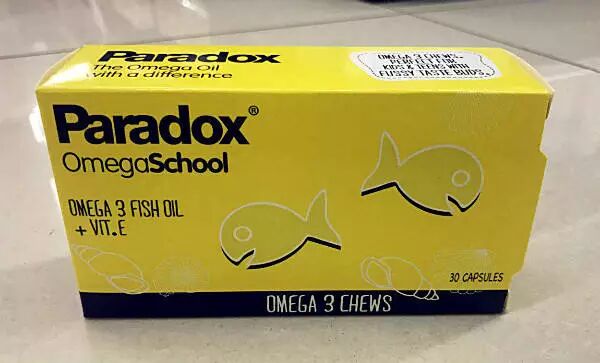 Paradox
The Omega Oil
with a difference
OMEGA 3 CHEWS -
PERFECT FOR
KIDS & TEENS WITH
FUSSY TASTE BUDS
Paradox®
OmegaSchool
OMEGA 3 FISH OIL
+ VIT.E
30 CAPSULES
OMEGA 3 CHEWS